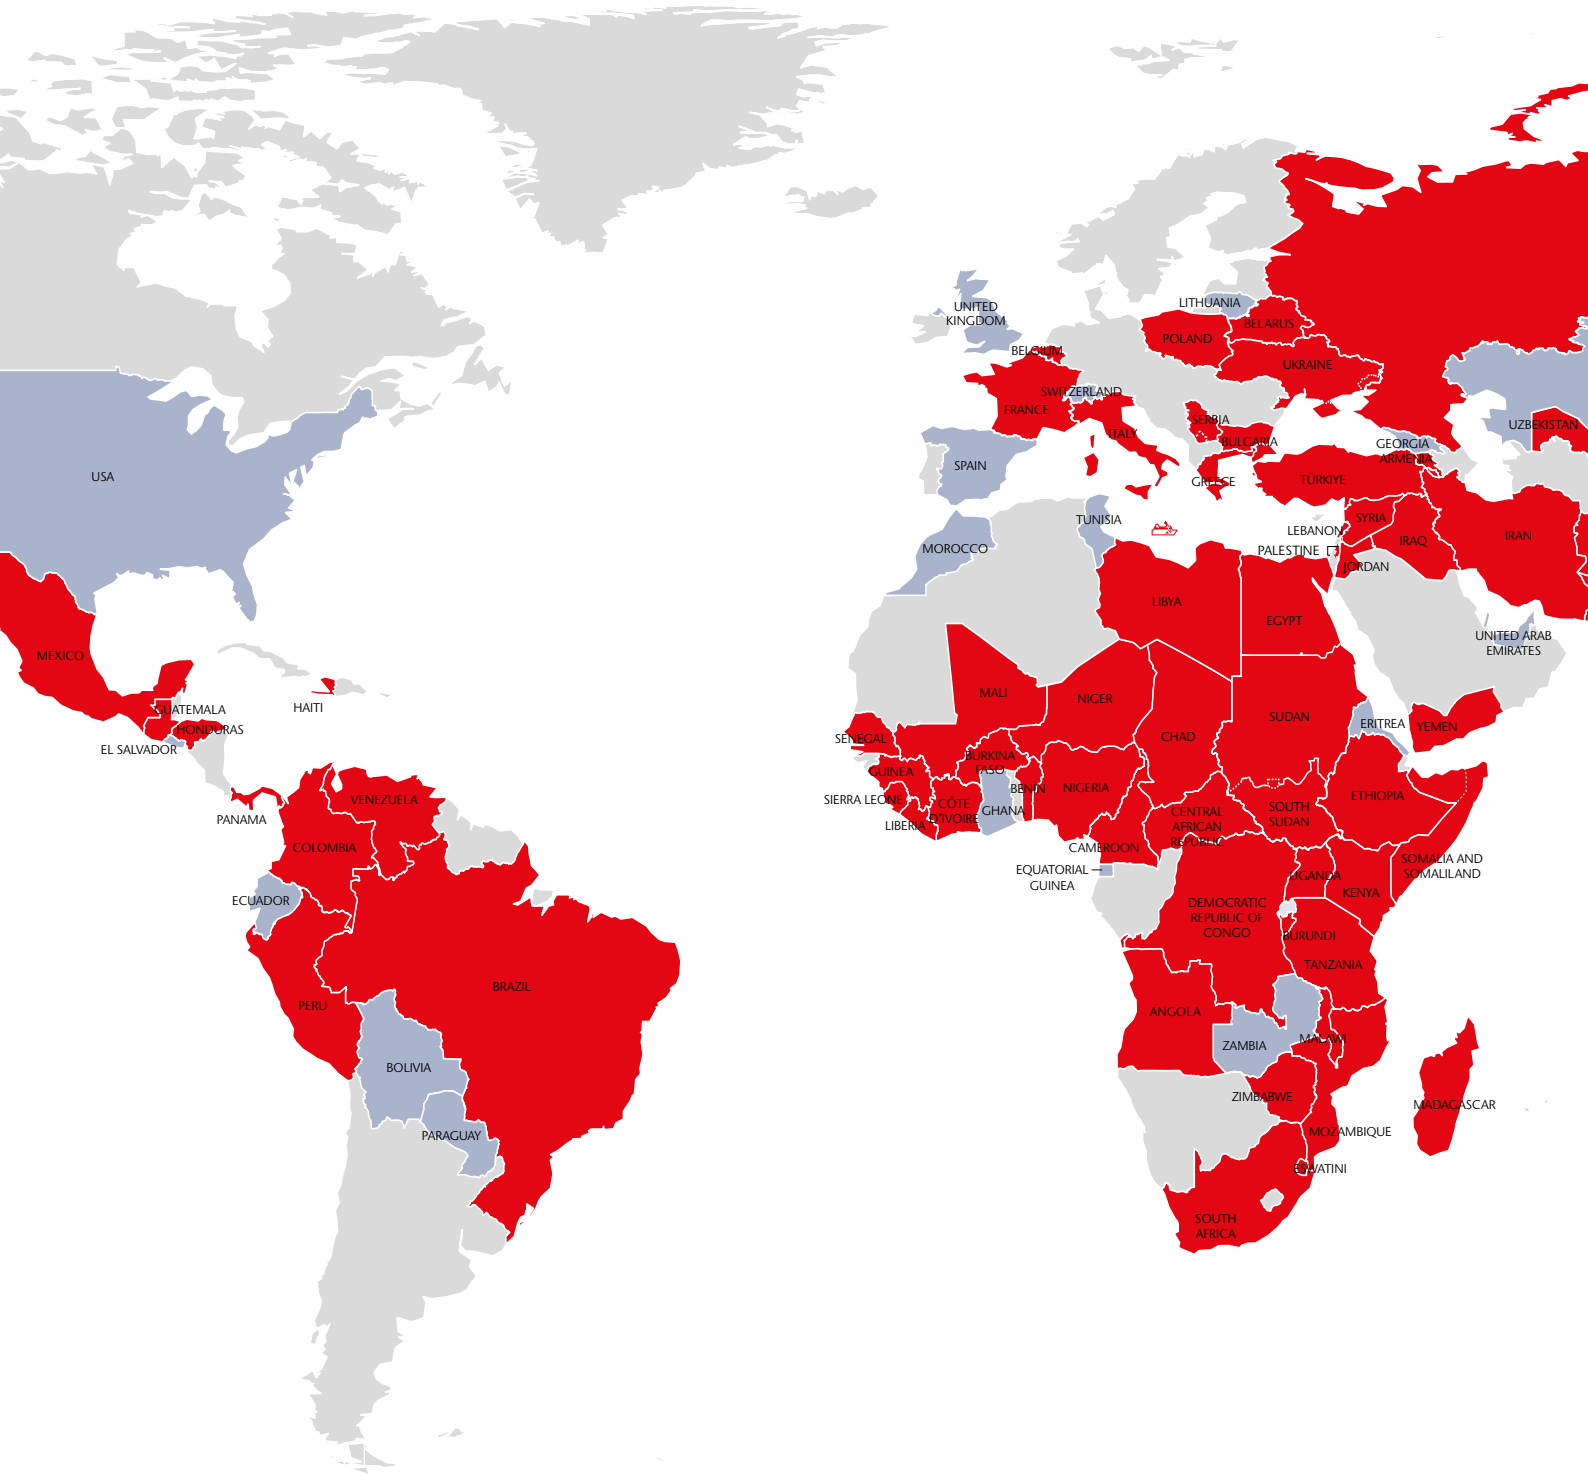 LITHUANIA
UNITED
KINGDOM
BELARUS
POLAND
BELGIUM
UKRAINE
SWITZERLAND
FRANCE
SERBIA
UZBEKISTAN
ITALY
BULGARIA
GEORGIA
ARMENIA
SPAIN
USA
GREECE
TÜRKIYE
TUNISIA
SYRIA
LEBANON
IRAN
IRAQ
MOROCCO
PALESTINE
JORDAN
LIBYA
EGYPT
UNITED ARAB
EMIRATES
MEXICO
MALI
NIGER
HAITI
GUATEMALA
SUDAN
ERITREA
YEMEN
HONDURAS
SENEGAL
CHAD
EL SALVADOR
BURKINA
FASO
GUINEA
BENIN
NIGERIA
ETHIOPIA
VENEZUELA
SIERRA LEONE
CÔTE
D'IVOIRE
GHANA
SOUTH
SUDAN
CENTRAL
AFRICAN
REPUBLIC
PANAMA
LIBERIA
COLOMBIA
CAMEROON
SOMALIA AND
SOMALILAND
EQUATORIAL
GUINEA
UGANDA
KENYA
ECUADOR
DEMOCRATIC
REPUBLIC OF
CONGO
BURUNDI
TANZANIA
BRAZIL
PERU
ANGOLA
ZAMBIA
MALAWI
BOLIVIA
ZIMBABWE
MADAGASCAR
PARAGUAY
MOZAMBIQUE
ESWATINI
SOUTH
AFRICA